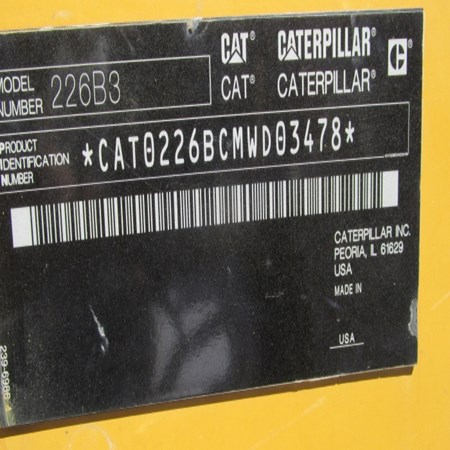 CAT CATERPILLAR C
CAT® CATERPILLAR®
MODEL NUMBER 226B3
PRODUCT IDENTIFICATION NUMBER *CAT0226BCMWD03478*
CATERPILLAR INC.
PEORIA, IL 61629
USA
MADE IN
USA